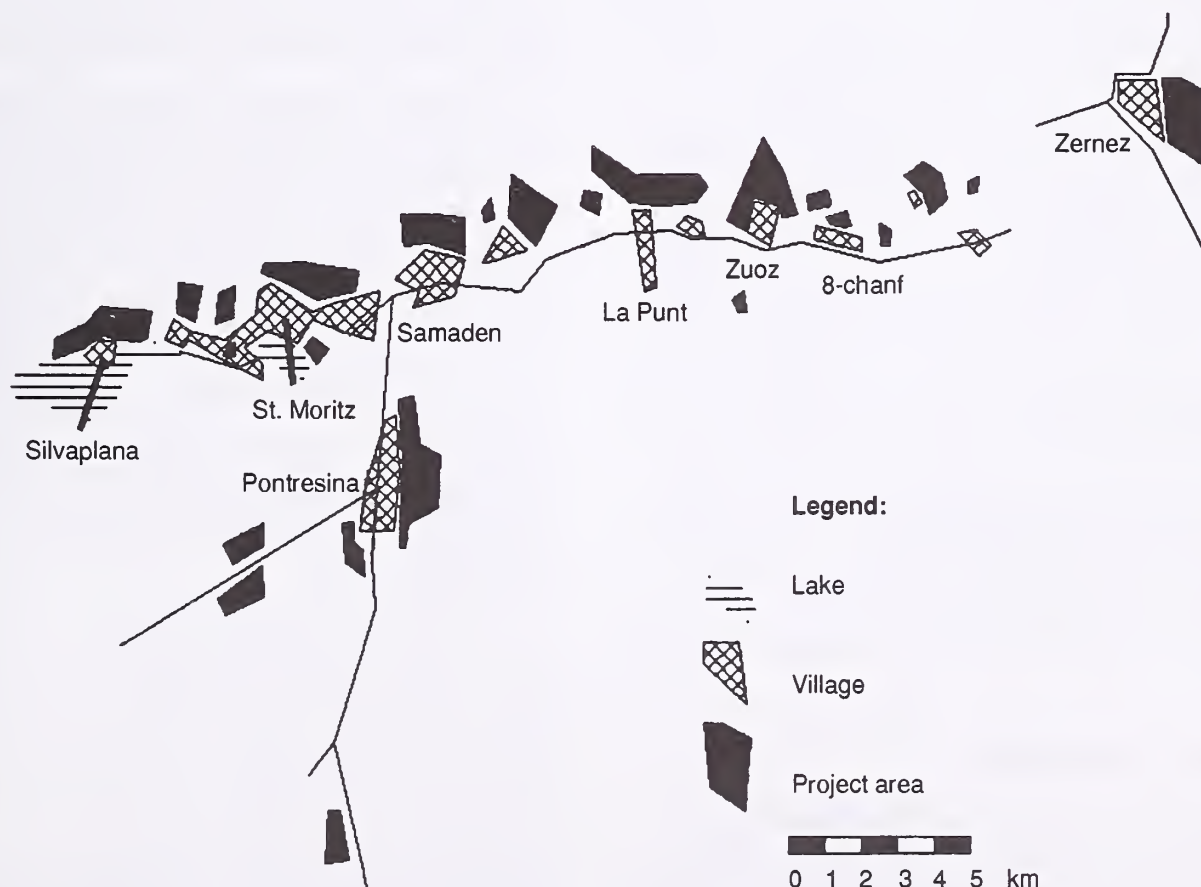 Zernez
Zuoz
8-chanf
La Punt
Samaden
St. Moritz
Silvaplana
Pontresina
Legend:
Lake
Village
Project area
0 1 2 3 4 5 km